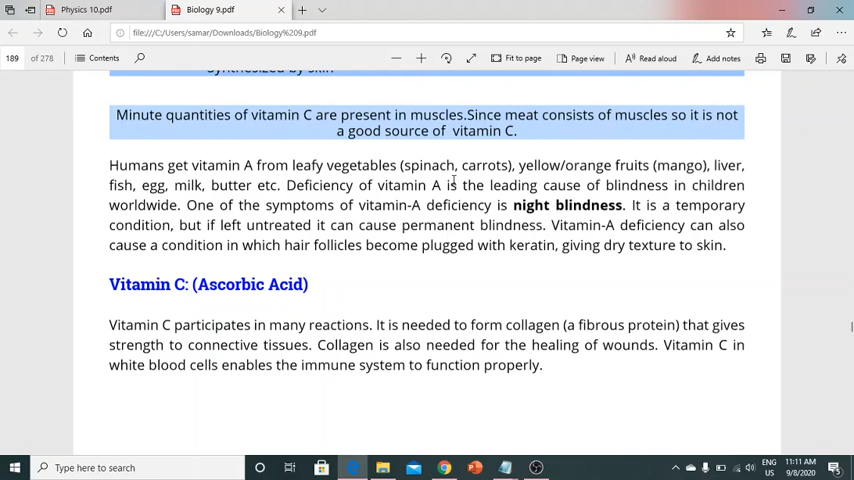 Physics 10.pdf
Biology 9.pdf
file:///C:/Users/samar/Downloads/Biology%209.pdf
189 of 278
Contents
Fit to page
Page view
Read aloud
Add notes
Synthesized by skin
Minute quantities of vitamin C are present in muscles.Since meat consists of muscles so it is not
a good source of vitamin C.
Humans get vitamin A from leafy vegetables (spinach, carrots), yellow/orange fruits (mango), liver,
fish, egg, milk, butter etc. Deficiency of vitamin A is the leading cause of blindness in children
worldwide. One of the symptoms of vitamin-A deficiency is night blindness. It is a temporary
condition, but if left untreated it can cause permanent blindness. Vitamin-A deficiency can also
cause a condition in which hair follicles become plugged with keratin, giving dry texture to skin.
Vitamin C: (Ascorbic Acid)
Vitamin C participates in many reactions. It is needed to form collagen (a fibrous protein) that gives
strength to connective tissues. Collagen is also needed for the healing of wounds. Vitamin C in
white blood cells enables the immune system to function properly.
Type here to search
ENG
US
11:11 AM
9/8/2020
5